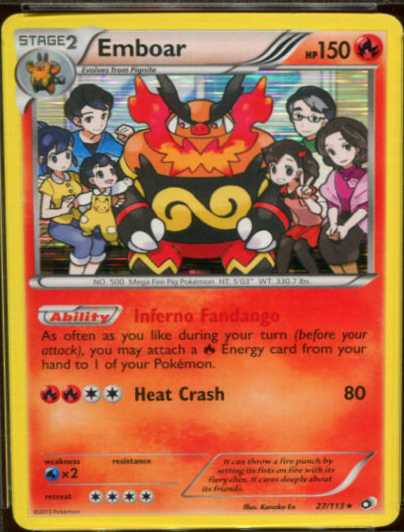 STAGE2 Emboar HP150
Evolves from Pignite
NO. 500 Mega Fire Pig Pokémon HT: 5'03" WT: 330.7 lbs.
Ability Inferno Fandango
As often as you like during your turn (before your
attack), you may attach a Energy card from your
hand to 1 of your Pokémon.
Heat Crash 80
weakness resistance
×2
retreat
It can throw a fire punch by
setting its fists on fire with its
fiery chin. It cares deeply about
its friends.
©2013 Pokémon
Illus. Kanako Eo
27/113 ★